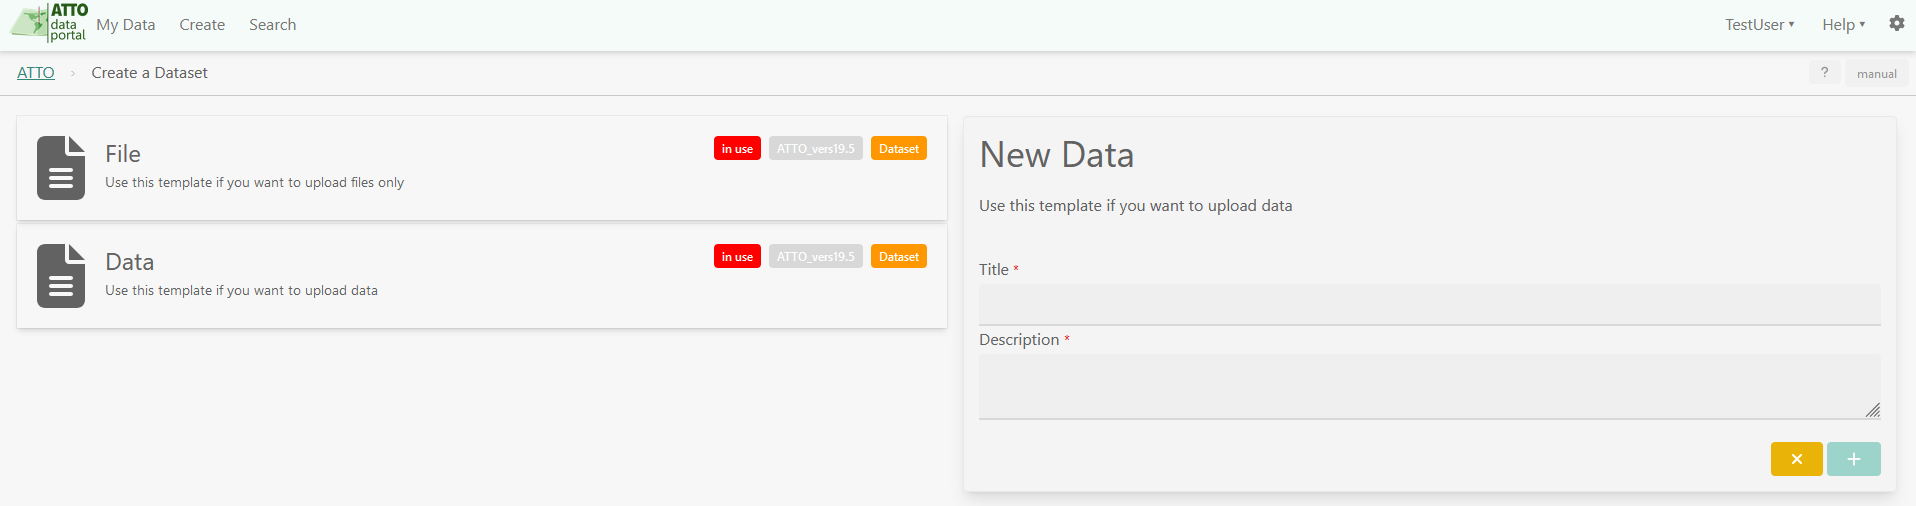 ATTO
data
portal
My Data Create Search
TestUser ▾ Help ▾
ATTO › Create a Dataset
? manual
File
in use ATTO_vers19.5 Dataset
Use this template if you want to upload files only
Data
in use ATTO_vers19.5 Dataset
Use this template if you want to upload data
New Data
Use this template if you want to upload data
Title *
Description *